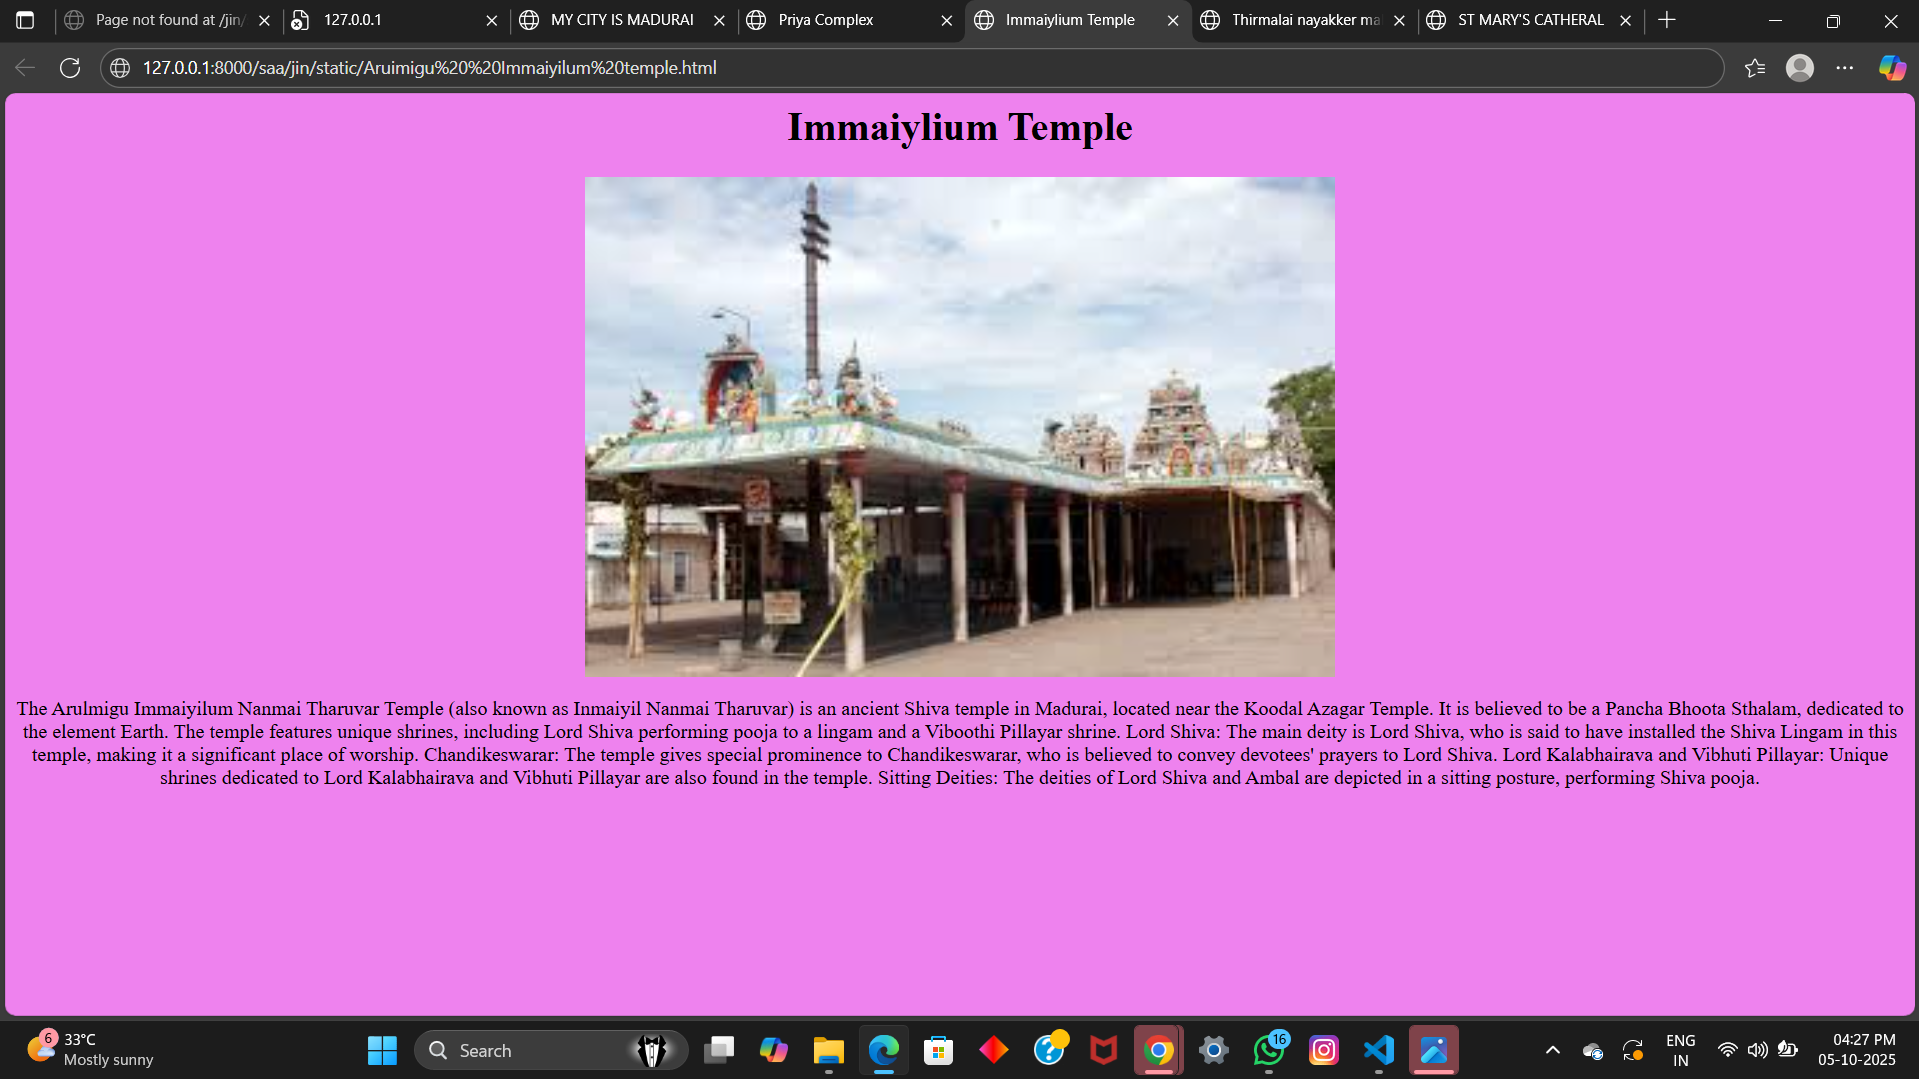 Page not found at /jin/
127.0.0.1
MY CITY IS MADURAI
Priya Complex
Immaiylium Temple
Thirmalai nayakker ma
ST MARY'S CATHERAL
127.0.0.1:8000/saa/jin/static/Aruimigu%20%20Immaiyilum%20temple.html
Immaiylium Temple
The Arulmigu Immaiyilum Nanmai Tharuvar Temple (also known as Inmaiyil Nanmai Tharuvar) is an ancient Shiva temple in Madurai, located near the Koodal Azagar Temple. It is believed to be a Pancha Bhoota Sthalam, dedicated to
the element Earth. The temple features unique shrines, including Lord Shiva performing pooja to a lingam and a Viboothi Pillayar shrine. Lord Shiva: The main deity is Lord Shiva, who is said to have installed the Shiva Lingam in this
temple, making it a significant place of worship. Chandikeswarar: The temple gives special prominence to Chandikeswarar, who is believed to convey devotees' prayers to Lord Shiva. Lord Kalabhairava and Vibhuti Pillayar: Unique
shrines dedicated to Lord Kalabhairava and Vibhuti Pillayar are also found in the temple. Sitting Deities: The deities of Lord Shiva and Ambal are depicted in a sitting posture, performing Shiva pooja.
6
33°C
Mostly sunny
Search
16
ENG
IN
04:27 PM
05-10-2025